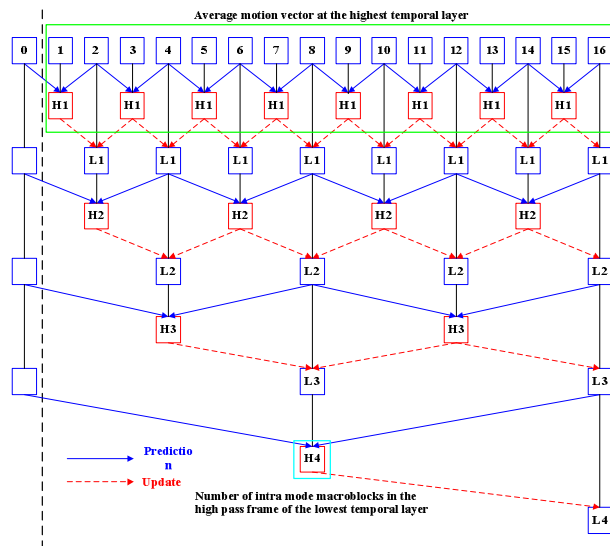 Average motion vector at the highest temporal layer
0 1 2 3 4 5 6 7 8 9 10 11 12 13 14 15 16
H1 H1 H1 H1 H1 H1 H1 H1
L1 L1 L1 L1 L1 L1 L1 L1
H2 H2 H2 H2
L2 L2 L2 L2
H3 H3
L3 L3
H4
Predictio
n
Update
Number of intra mode macroblocks in the
high pass frame of the lowest temporal layer
L4